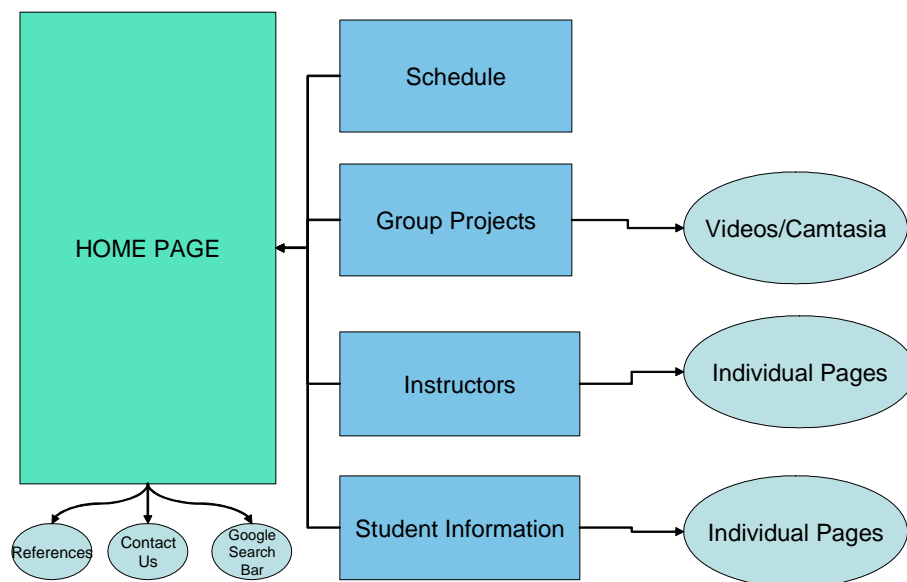 HOME PAGE
Schedule
Group Projects
Videos/Camtasia
Instructors
Individual Pages
Student Information
Individual Pages
References
Contact
Us
Google
Search
Bar